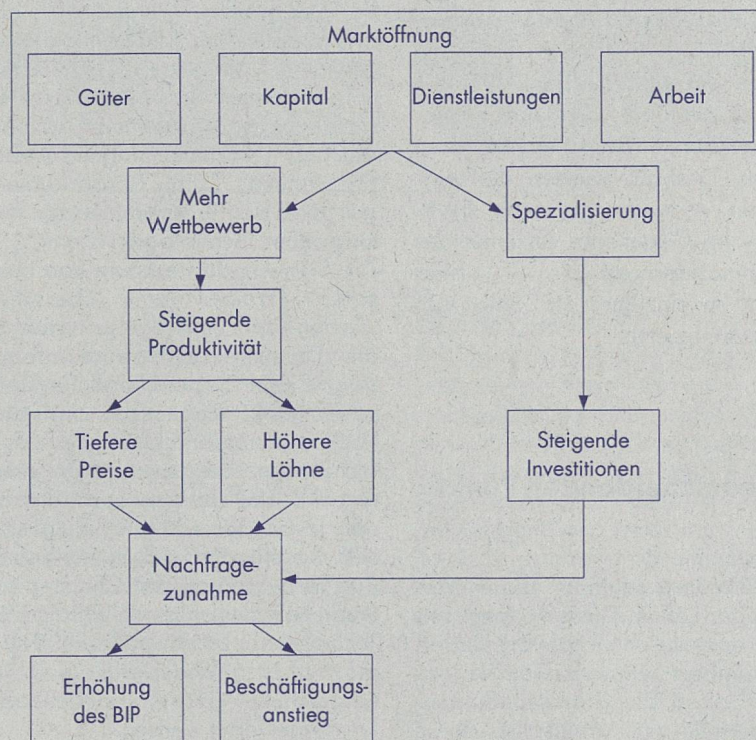 Marktöffnung
Güter
Kapital
Dienstleistungen
Arbeit
Mehr
Wettbewerb
Spezialisierung
Steigende
Produktivität
Tiefere
Preise
Höhere
Löhne
Steigende
Investitionen
Nachfrage-
zunahme
Erhöhung
des BIP
Beschäftigungs-
anstieg